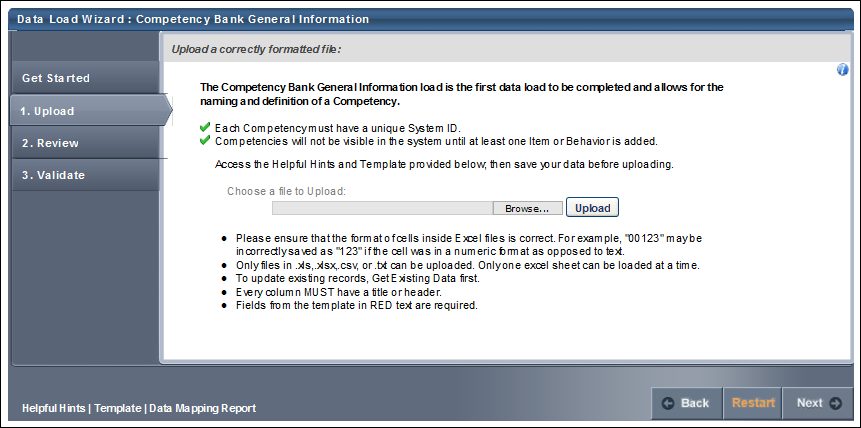 Data Load Wizard : Competency Bank General Information
Upload a correctly formatted file:
Get Started
1. Upload
2. Review
3. Validate
The Competency Bank General Information load is the first data load to be completed and allows for the
naming and definition of a Competency.
Each Competency must have a unique System ID.
Competencies will not be visible in the system until at least one Item or Behavior is added.
Access the Helpful Hints and Template provided below; then save your data before uploading.
Choose a file to Upload:
Browse... Upload
• Please ensure that the format of cells inside Excel files is correct. For example, "00123" may be
incorrectly saved as "123" if the cell was in a numeric format as opposed to text.
• Only files in .xls,.xlsx,.csv, or .txt can be uploaded. Only one excel sheet can be loaded at a time.
• To update existing records, Get Existing Data first.
• Every column MUST have a title or header.
• Fields from the template in RED text are required.
Helpful Hints | Template | Data Mapping Report
Back Restart Next